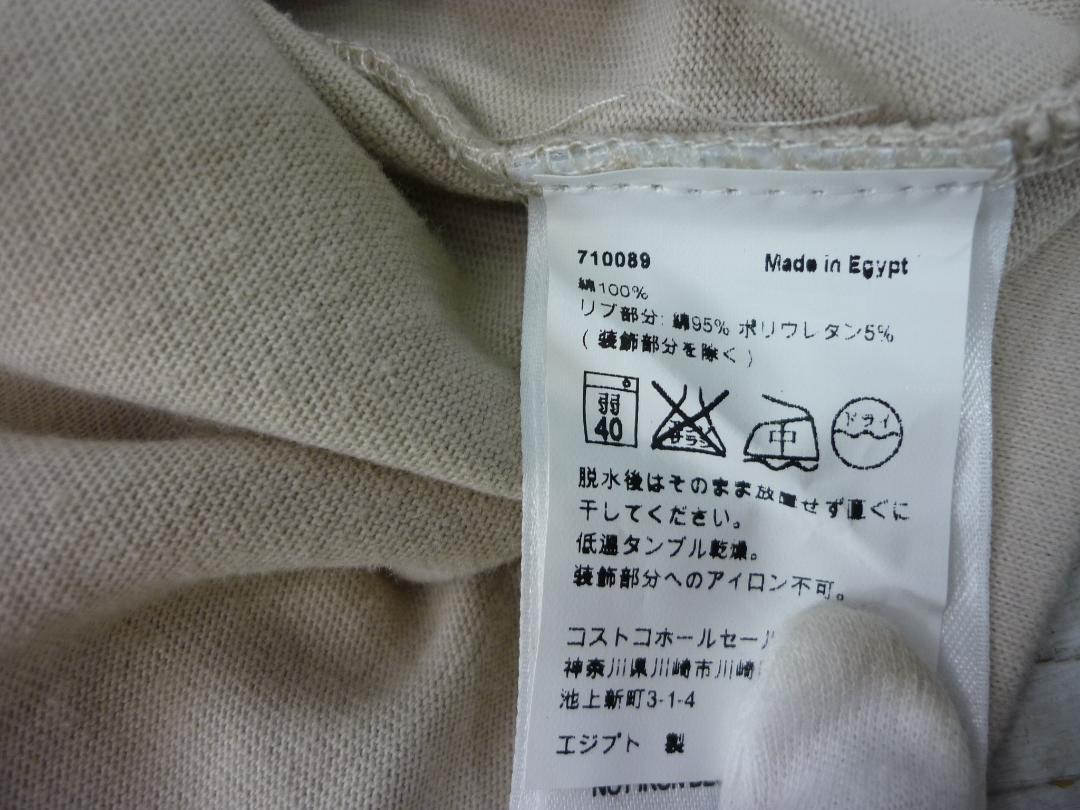 710089 Made in Egypt
綿100%
リブ部分: 綿95% ポリウレタン5%
( 装飾部分を除く )
弱 40 中 ドライ
脱水後はそのまま放置せず直ぐに
干してください。
低温タンブル乾燥。
装飾部分へのアイロン不可。
コストコホールセール
神奈川県川崎市川崎
池上新町3-1-4
エジプト 製
NOT IRON